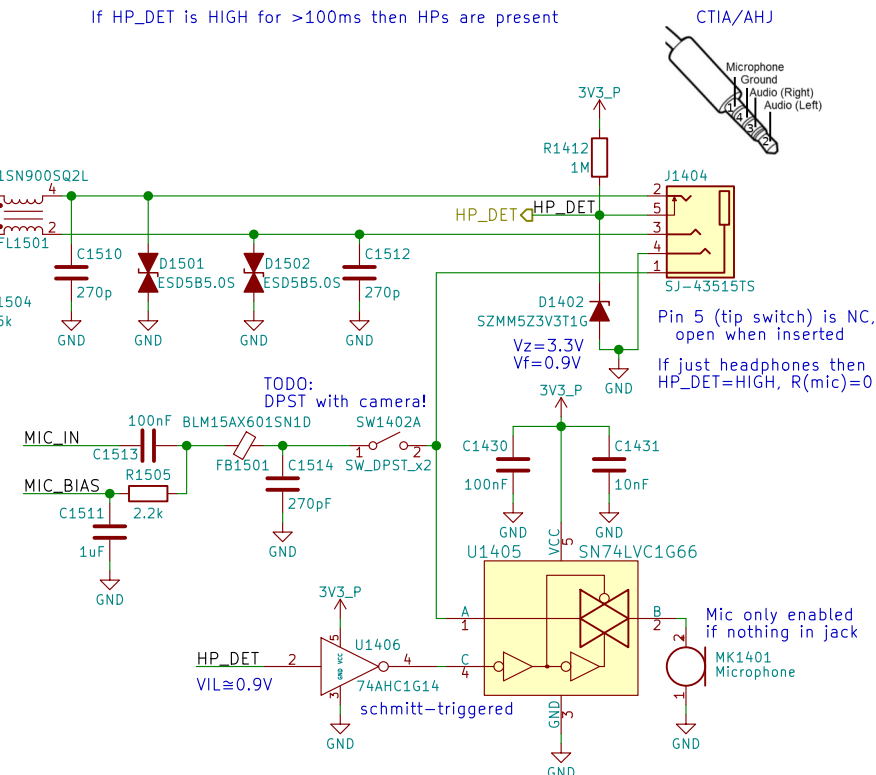 If HP_DET is HIGH for >100ms then HPs are present
CTIA/AHJ
Microphone
Ground
Audio (Right)
Audio (Left)
1
4
3
2
3V3_P
R1412
1M
1SN900SQ2L
4
J1404
2
HP_DET
HP_DET
5
2
3
FL1501
4
C1510
D1501
D1502
C1512
1
ESD5B5.0S
ESD5B5.0S
SJ-43515TS
270p
270p
1504
5k
D1402
SZMM5Z3V3T1G
Pin 5 (tip switch) is NC,
open when inserted
GND
GND
GND
GND
Vz=3.3V
Vf=0.9V
GND
If just headphones then
HP_DET=HIGH, R(mic)=0
TODO:
DPST with camera!
3V3_P
100nF
BLM15AX601SN1D
SW1402A
MIC_IN
C1513
1
2
C1430
C1431
FB1501
C1514
SW_DPST_x2
R1505
MIC_BIAS
100nF
10nF
270pF
C1511
2.2k
1uF
GND
GND
GND
GND
VCC
5
U1405
SN74LVC1G66
3V3_P
A
1
B
2
Mic only enabled
if nothing in jack
5
U1406
2
HP_DET
2
4
C
4
GND VCC
MK1401
Microphone
VIL≅0.9V
3
74AHC1G14
1
schmitt-triggered
GND
3
GND
GND
GND